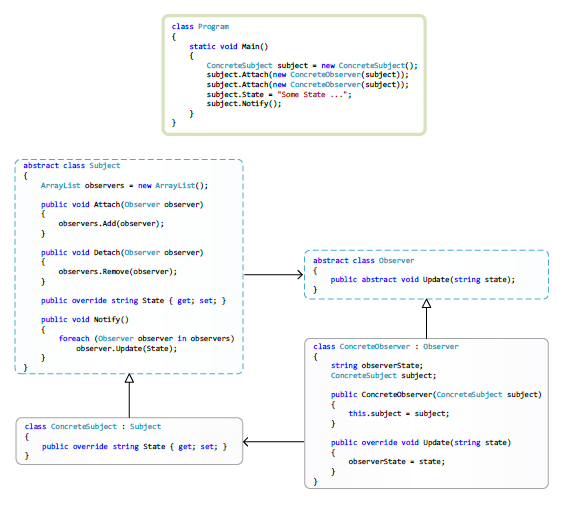 class Program
{
static void Main()
{
ConcreteSubject subject = new ConcreteSubject();
subject.Attach(new ConcreteObserver(subject));
subject.Attach(new ConcreteObserver(subject));
subject.State = "Some State ...";
subject.Notify();
}
}
abstract class Subject
{
ArrayList observers = new ArrayList();
public void Attach(Observer observer)
{
observers.Add(observer);
}
public void Detach(Observer observer)
{
observers.Remove(observer);
}
public override string State { get; set; }
public void Notify()
{
foreach (Observer observer in observers)
observer.Update(State);
}
}
abstract class Observer
{
public abstract void Update(string state);
}
class ConcreteObserver : Observer
{
string observerState;
ConcreteSubject subject;
public ConcreteObserver(ConcreteSubject subject)
{
this.subject = subject;
}
public override void Update(string state)
{
observerState = state;
}
}
class ConcreteSubject : Subject
{
public override string State { get; set; }
}